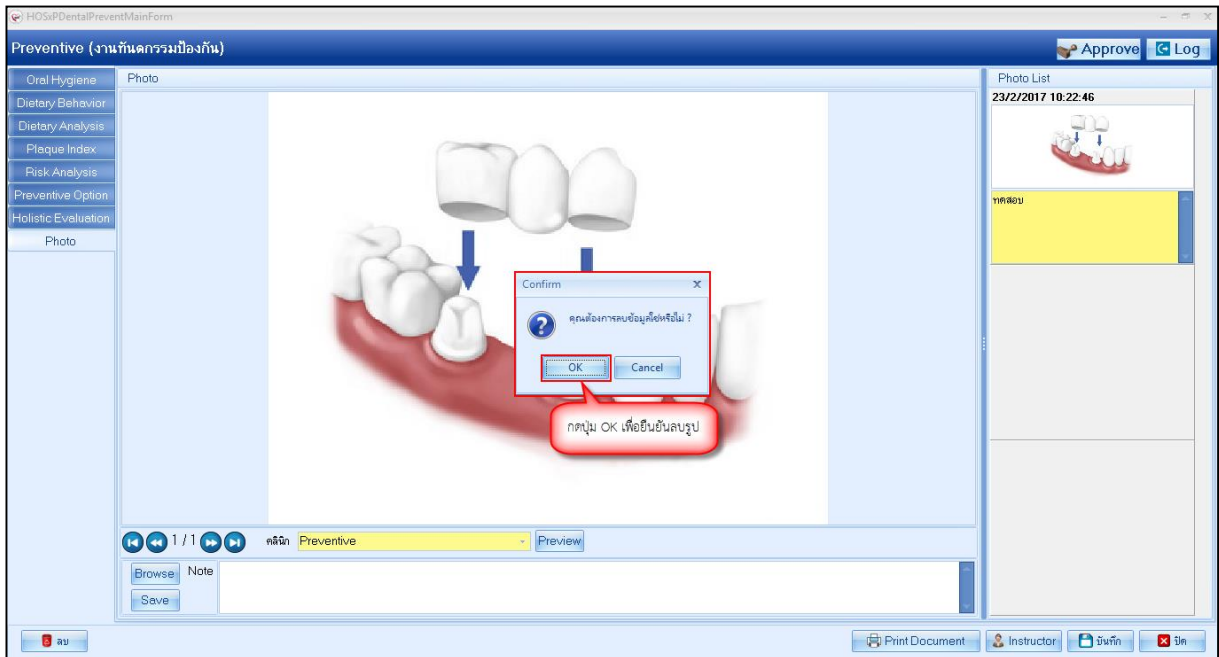 HOSxPDentalPreventMainForm
Preventive (งานทันตกรรมป้องกัน)
Approve
Log
Oral Hygiene
Dietary Behavior
Dietary Analysis
Plaque Index
Risk Analysis
Preventive Option
Holistic Evaluation
Photo
Photo
Confirm
คุณต้องการลบข้อมูลใช่หรือไม่ ?
OK
Cancel
กดปุ่ม OK เพื่อยืนยันลบรูป
1 / 1
คลินิก
Preventive
Preview
Browse
Note
Save
Photo List
23/2/2017 10:22:46
ทดสอบ
ลบ
Print Document
Instructor
บันทึก
ปิด